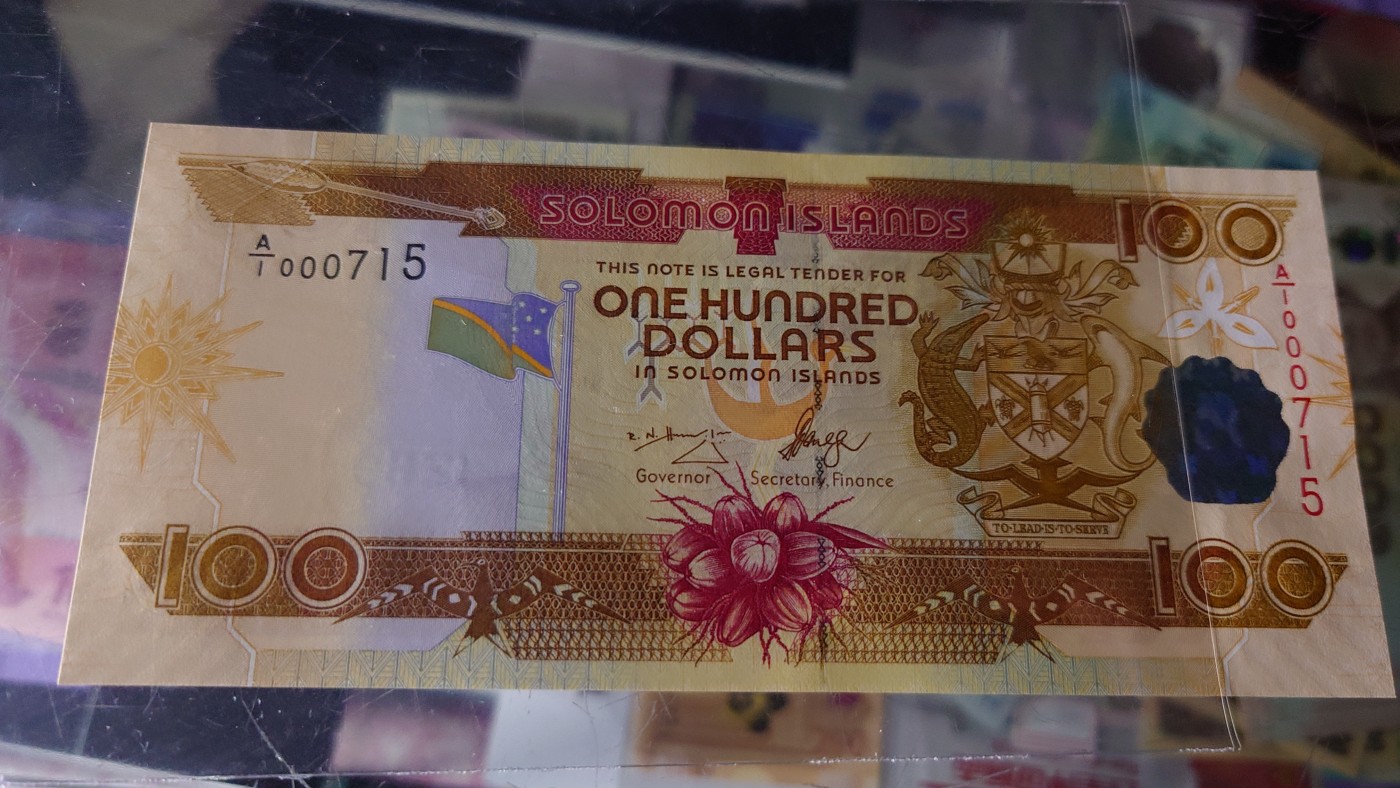 SOLOMON ISLANDS
100
A/1 000715
THIS NOTE IS LEGAL TENDER FOR
ONE HUNDRED
DOLLARS
IN SOLOMON ISLANDS
Governor Secretary, Finance
TO·LEAD·IS·TO·SERVE
A/1 000715
100
100